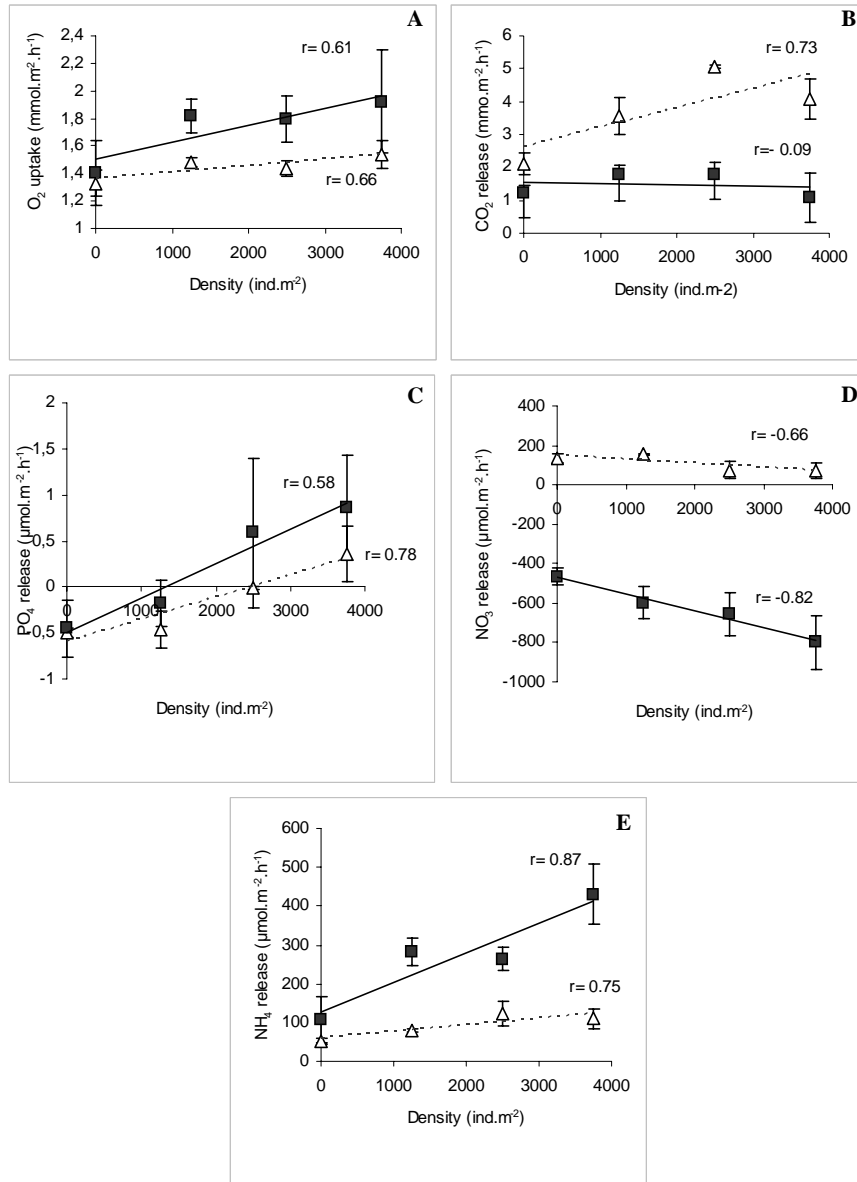 A
r= 0.61
r= 0.66
2,4
2,2
2
1,8
1,6
1,4
1,2
1
0 1000 2000 3000 4000
O₂ uptake (mmol.m⁻².h⁻¹)
Density (ind.m⁻²)
B
r= 0.73
r= - 0.09
6
5
4
3
2
1
0
0 1000 2000 3000 4000
CO₂ release (mmo.m⁻².h⁻¹)
Density (ind.m-2)
C
r= 0.58
r= 0.78
2
1,5
1
0,5
0
-0,5
-1
0 1000 2000 3000 4000
PO₄ release (µmol.m⁻².h⁻¹)
Density (ind.m⁻²)
D
r= -0.66
r= -0.82
400
200
0
-200
-400
-600
-800
-1000
0 1000 2000 3000 4000
NO₃ release (µmol.m⁻².h⁻¹)
Density (ind.m⁻²)
E
r= 0.87
r= 0.75
600
500
400
300
200
100
0
0 1000 2000 3000 4000
NH₄ release (µmol.m⁻².h⁻¹)
Density (ind.m⁻²)